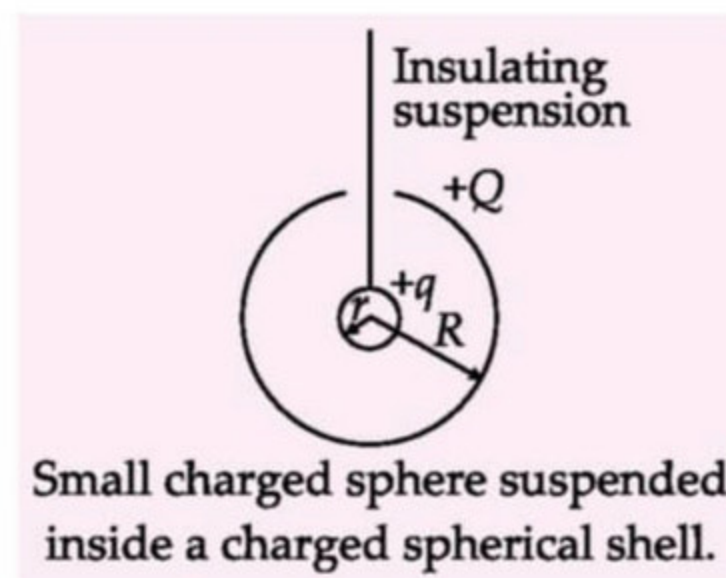 Insulating
suspension
+Q
+q
r
R
Small charged sphere suspended
inside a charged spherical shell.